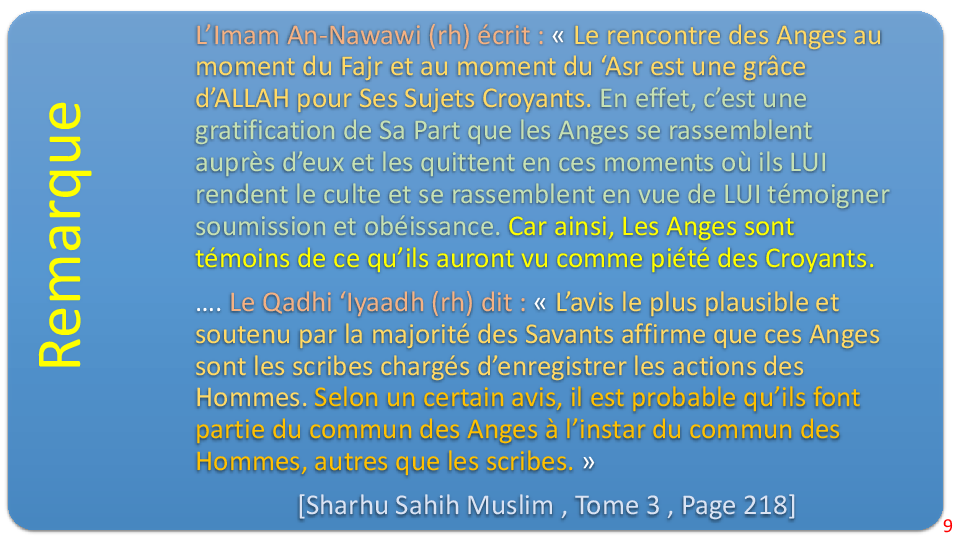 Remarque
L’Imam An-Nawawi (rh) écrit : « Le rencontre des Anges au
moment du Fajr et au moment du ‘Asr est une grâce
d’ALLAH pour Ses Sujets Croyants. En effet, c’est une
gratification de Sa Part que les Anges se rassemblent
auprès d’eux et les quittent en ces moments où ils LUI
rendent le culte et se rassemblent en vue de LUI témoigner
soumission et obéissance. Car ainsi, Les Anges sont
témoins de ce qu’ils auront vu comme piété des Croyants.
…. Le Qadhi ‘Iyaadh (rh) dit : « L’avis le plus plausible et
soutenu par la majorité des Savants affirme que ces Anges
sont les scribes chargés d’enregistrer les actions des
Hommes. Selon un certain avis, il est probable qu’ils font
partie du commun des Anges à l’instar du commun des
Hommes, autres que les scribes. »
[Sharhu Sahih Muslim , Tome 3 , Page 218]
9